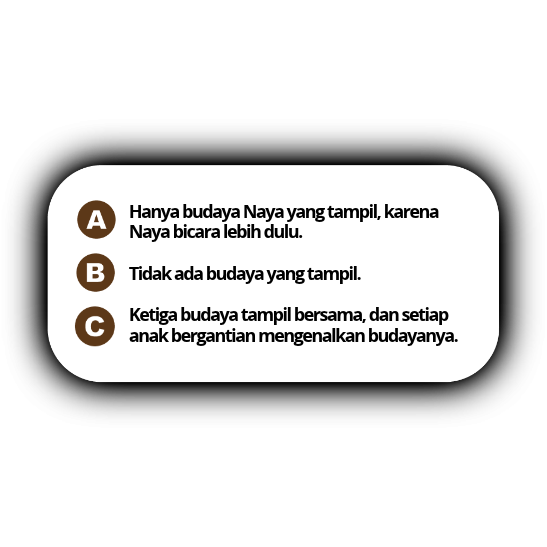 A Hanya budaya Naya yang tampil, karena
Naya bicara lebih dulu.
B Tidak ada budaya yang tampil.
C Ketiga budaya tampil bersama, dan setiap
anak bergantian mengenalkan budayanya.